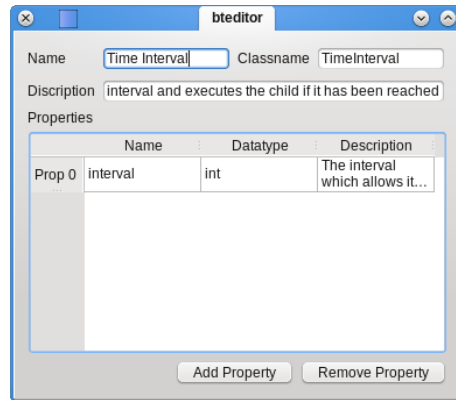 bteditor
Name Time Interval Classname TimeInterval
Discription interval and executes the child if it has been reached
Properties
Name Datatype Description
Prop 0 interval int The interval
which allows it...
Add Property Remove Property